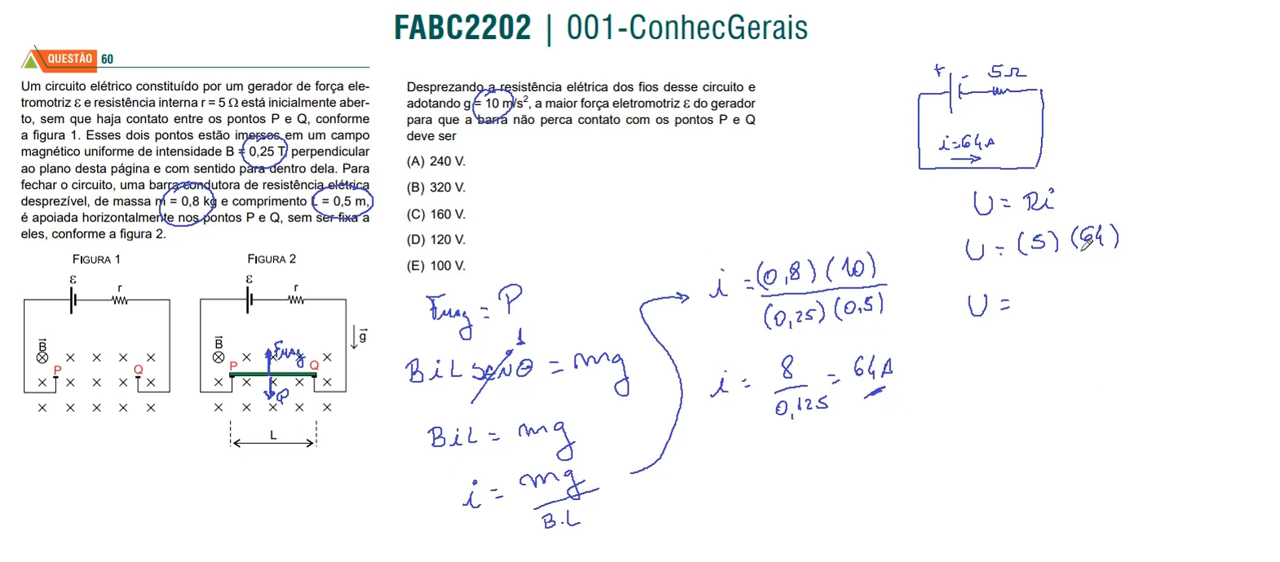 FABC2202 | 001-ConhecGerais
QUESTÃO 60
Um circuito elétrico constituído por um gerador de força ele-
tromotriz ε e resistência interna r = 5 Ω está inicialmente aber-
to, sem que haja contato entre os pontos P e Q, conforme
a figura 1. Esses dois pontos estão imersos em um campo
magnético uniforme de intensidade B = 0,25 T, perpendicular
ao plano desta página e com sentido para dentro dela. Para
fechar o circuito, uma barra condutora de resistência elétrica
desprezível, de massa m = 0,8 kg e comprimento L = 0,5 m,
é apoiada horizontalmente nos pontos P e Q, sem ser fixa a
eles, conforme a figura 2.
FIGURA 1
ε
r
B⃗
P
Q
FIGURA 2
ε
r
B⃗
g⃗
P
Fmag
Q
P
L
Desprezando a resistência elétrica dos fios desse circuito e
adotando g = 10 m/s², a maior força eletromotriz ε do gerador
para que a barra não perca contato com os pontos P e Q
deve ser
(A) 240 V.
(B) 320 V.
(C) 160 V.
(D) 120 V.
(E) 100 V.
Fmag = P
BiL SENθ = mg
1
BiL = mg
i = mg / B.L
i = (0,8)(10) / (0,25)(0,5)
i = 8 / 0,125 = 64A
5Ω
i=64A
U = Ri
U = (5)(64)
U =